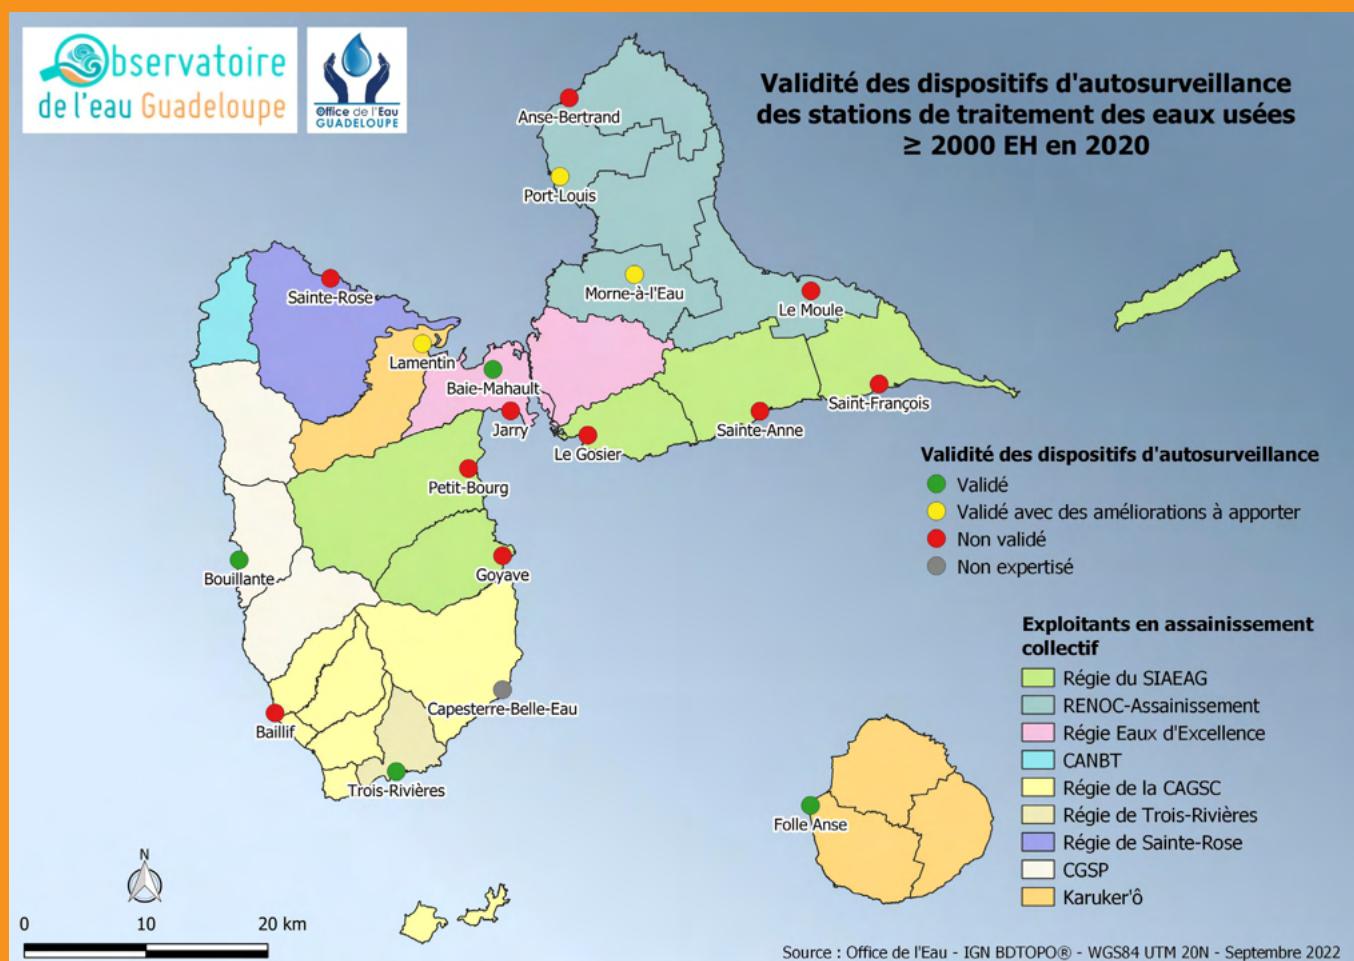 Observatoire
de l'eau Guadeloupe
Office de l'Eau
GUADELOUPE
Validité des dispositifs d'autosurveillance
des stations de traitement des eaux usées
≥ 2000 EH en 2020
Anse-Bertrand
Port-Louis
Morne-à-l'Eau
Le Moule
Sainte-Rose
Lamentin
Baie-Mahault
Jarry
Le Gosier
Sainte-Anne
Saint-François
Petit-Bourg
Goyave
Bouillante
Capesterre-Belle-Eau
Baillif
Trois-Rivières
Folle Anse
Validité des dispositifs d'autosurveillance
Validé
Validé avec des améliorations à apporter
Non validé
Non expertisé
Exploitants en assainissement
collectif
Régie du SIAEAG
RENOC-Assainissement
Régie Eaux d'Excellence
CANBT
Régie de la CAGSC
Régie de Trois-Rivières
Régie de Sainte-Rose
CGSP
Karuker'ô
N
0 10 20 km
Source : Office de l'Eau - IGN BDTOPO® - WGS84 UTM 20N - Septembre 2022